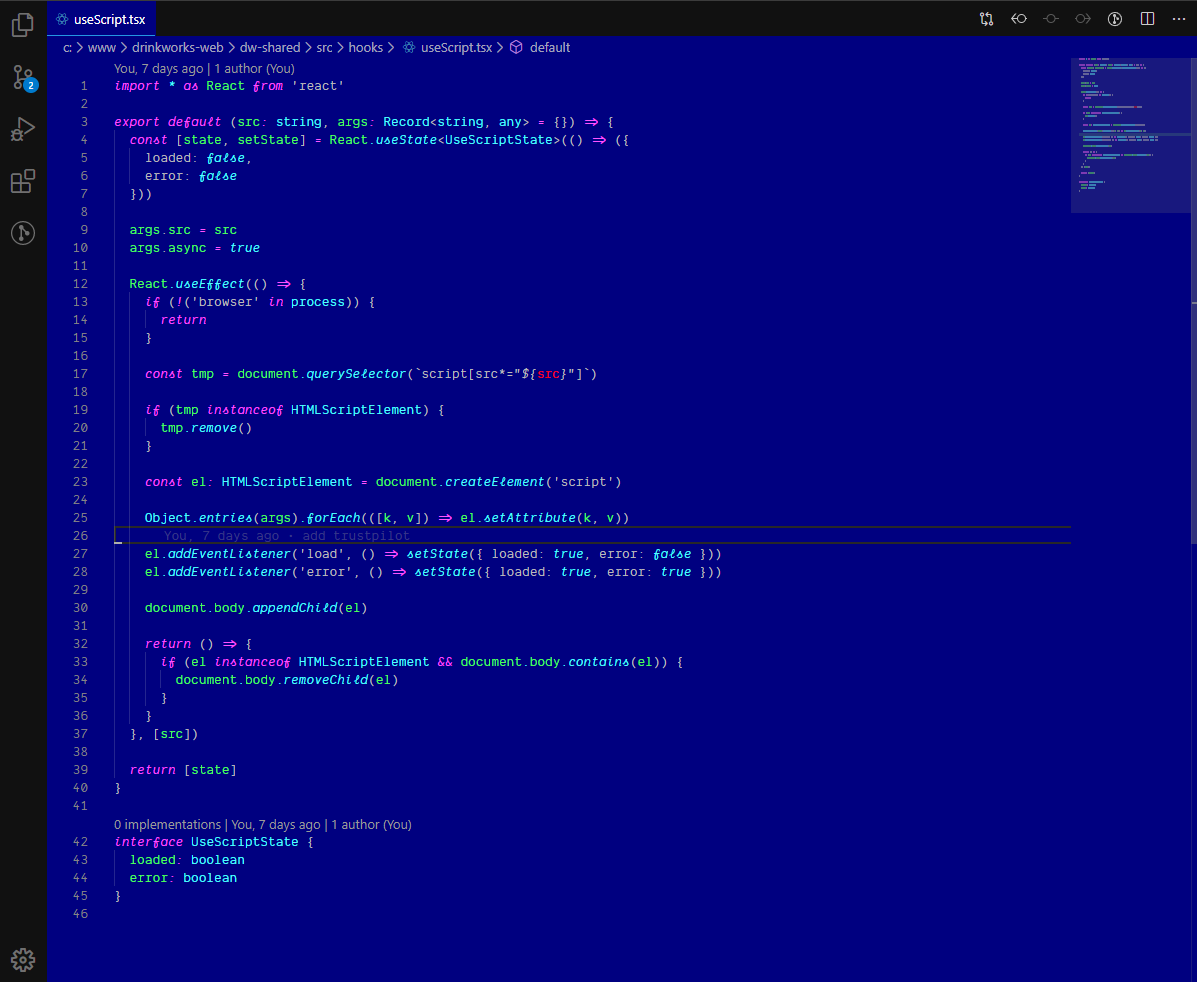 useScript.tsx
c: > www > drinkworks-web > dw-shared > src > hooks > useScript.tsx > default
2
You, 7 days ago | 1 author (You)
1 import * as React from 'react'
2
3 export default (src: string, args: Record<string, any> = {}) => {
4 const [state, setState] = React.useState<UseScriptState>(() => ({
5 loaded: false,
6 error: false
7 }))
8
9 args.src = src
10 args.async = true
11
12 React.useEffect(() => {
13 if (!('browser' in process)) {
14 return
15 }
16
17 const tmp = document.querySelector(`script[src*="${src}"]`)
18
19 if (tmp instanceof HTMLScriptElement) {
20 tmp.remove()
21 }
22
23 const el: HTMLScriptElement = document.createElement('script')
24
25 Object.entries(args).forEach(([k, v]) => el.setAttribute(k, v))
26 You, 7 days ago • add trustpilot
27 el.addEventListener('load', () => setState({ loaded: true, error: false }))
28 el.addEventListener('error', () => setState({ loaded: true, error: true }))
29
30 document.body.appendChild(el)
31
32 return () => {
33 if (el instanceof HTMLScriptElement && document.body.contains(el)) {
34 document.body.removeChild(el)
35 }
36 }
37 }, [src])
38
39 return [state]
40 }
41
0 implementations | You, 7 days ago | 1 author (You)
42 interface UseScriptState {
43 loaded: boolean
44 error: boolean
45 }
46